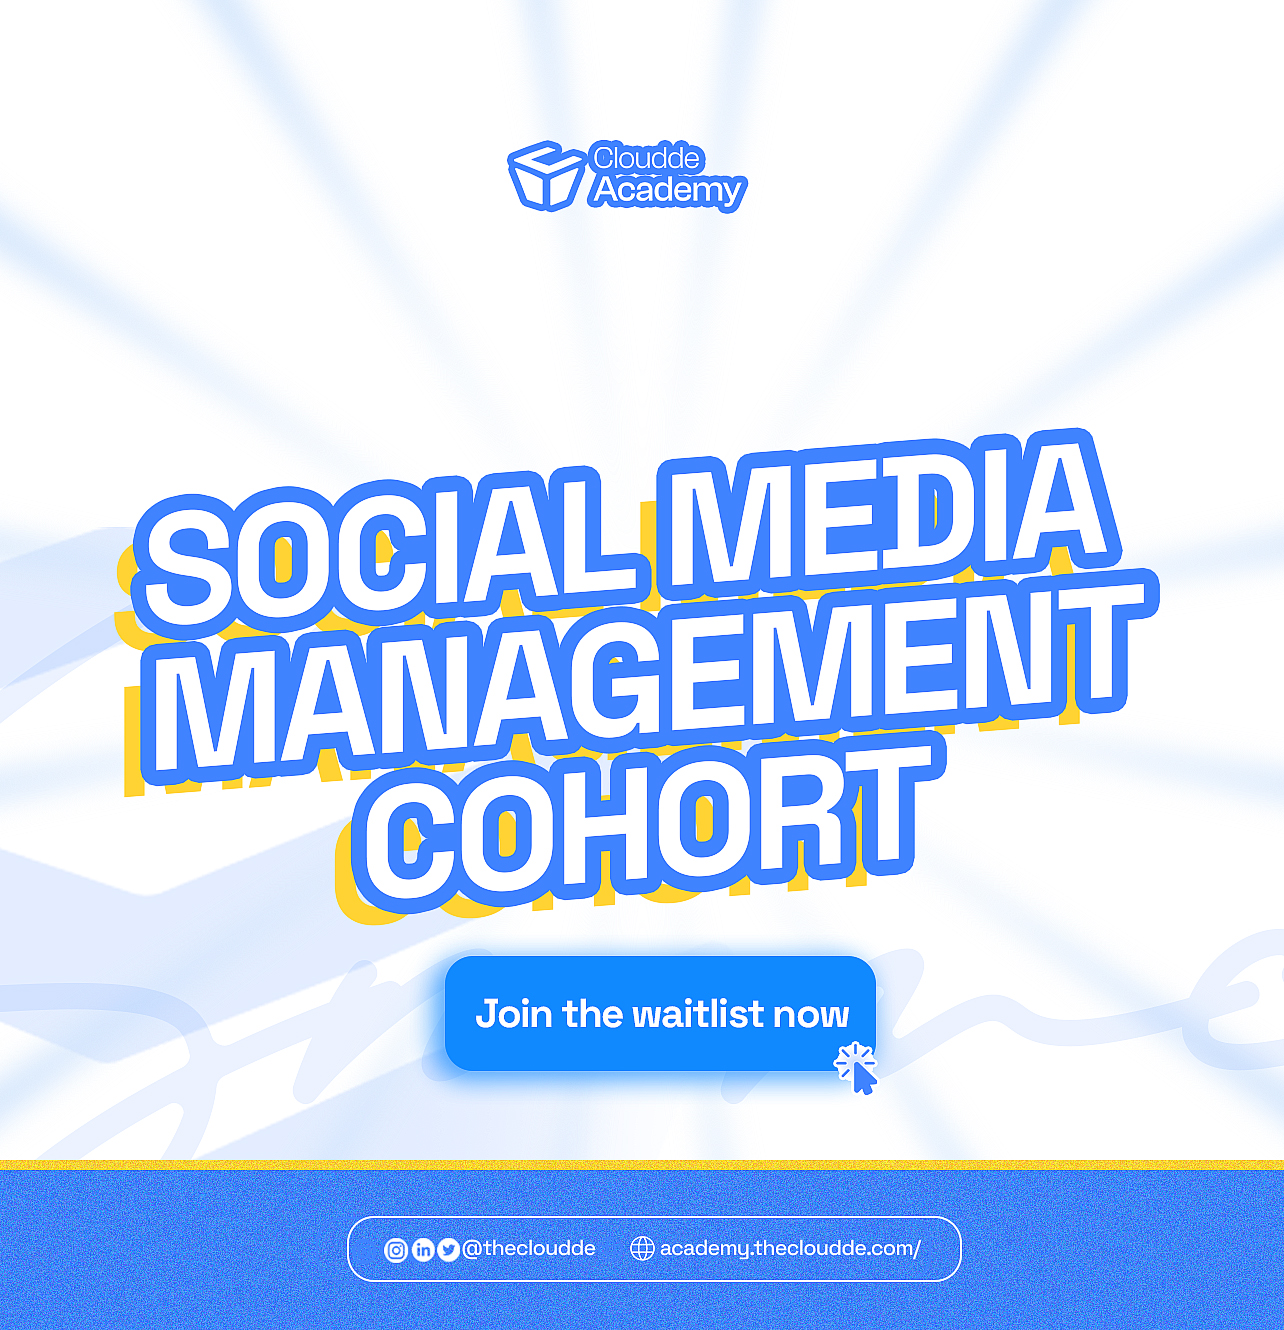 Cloudde
Academy
SOCIAL MEDIA
MANAGEMENT
COHORT
Join the waitlist now
@thecloudde academy.thecloudde.com/